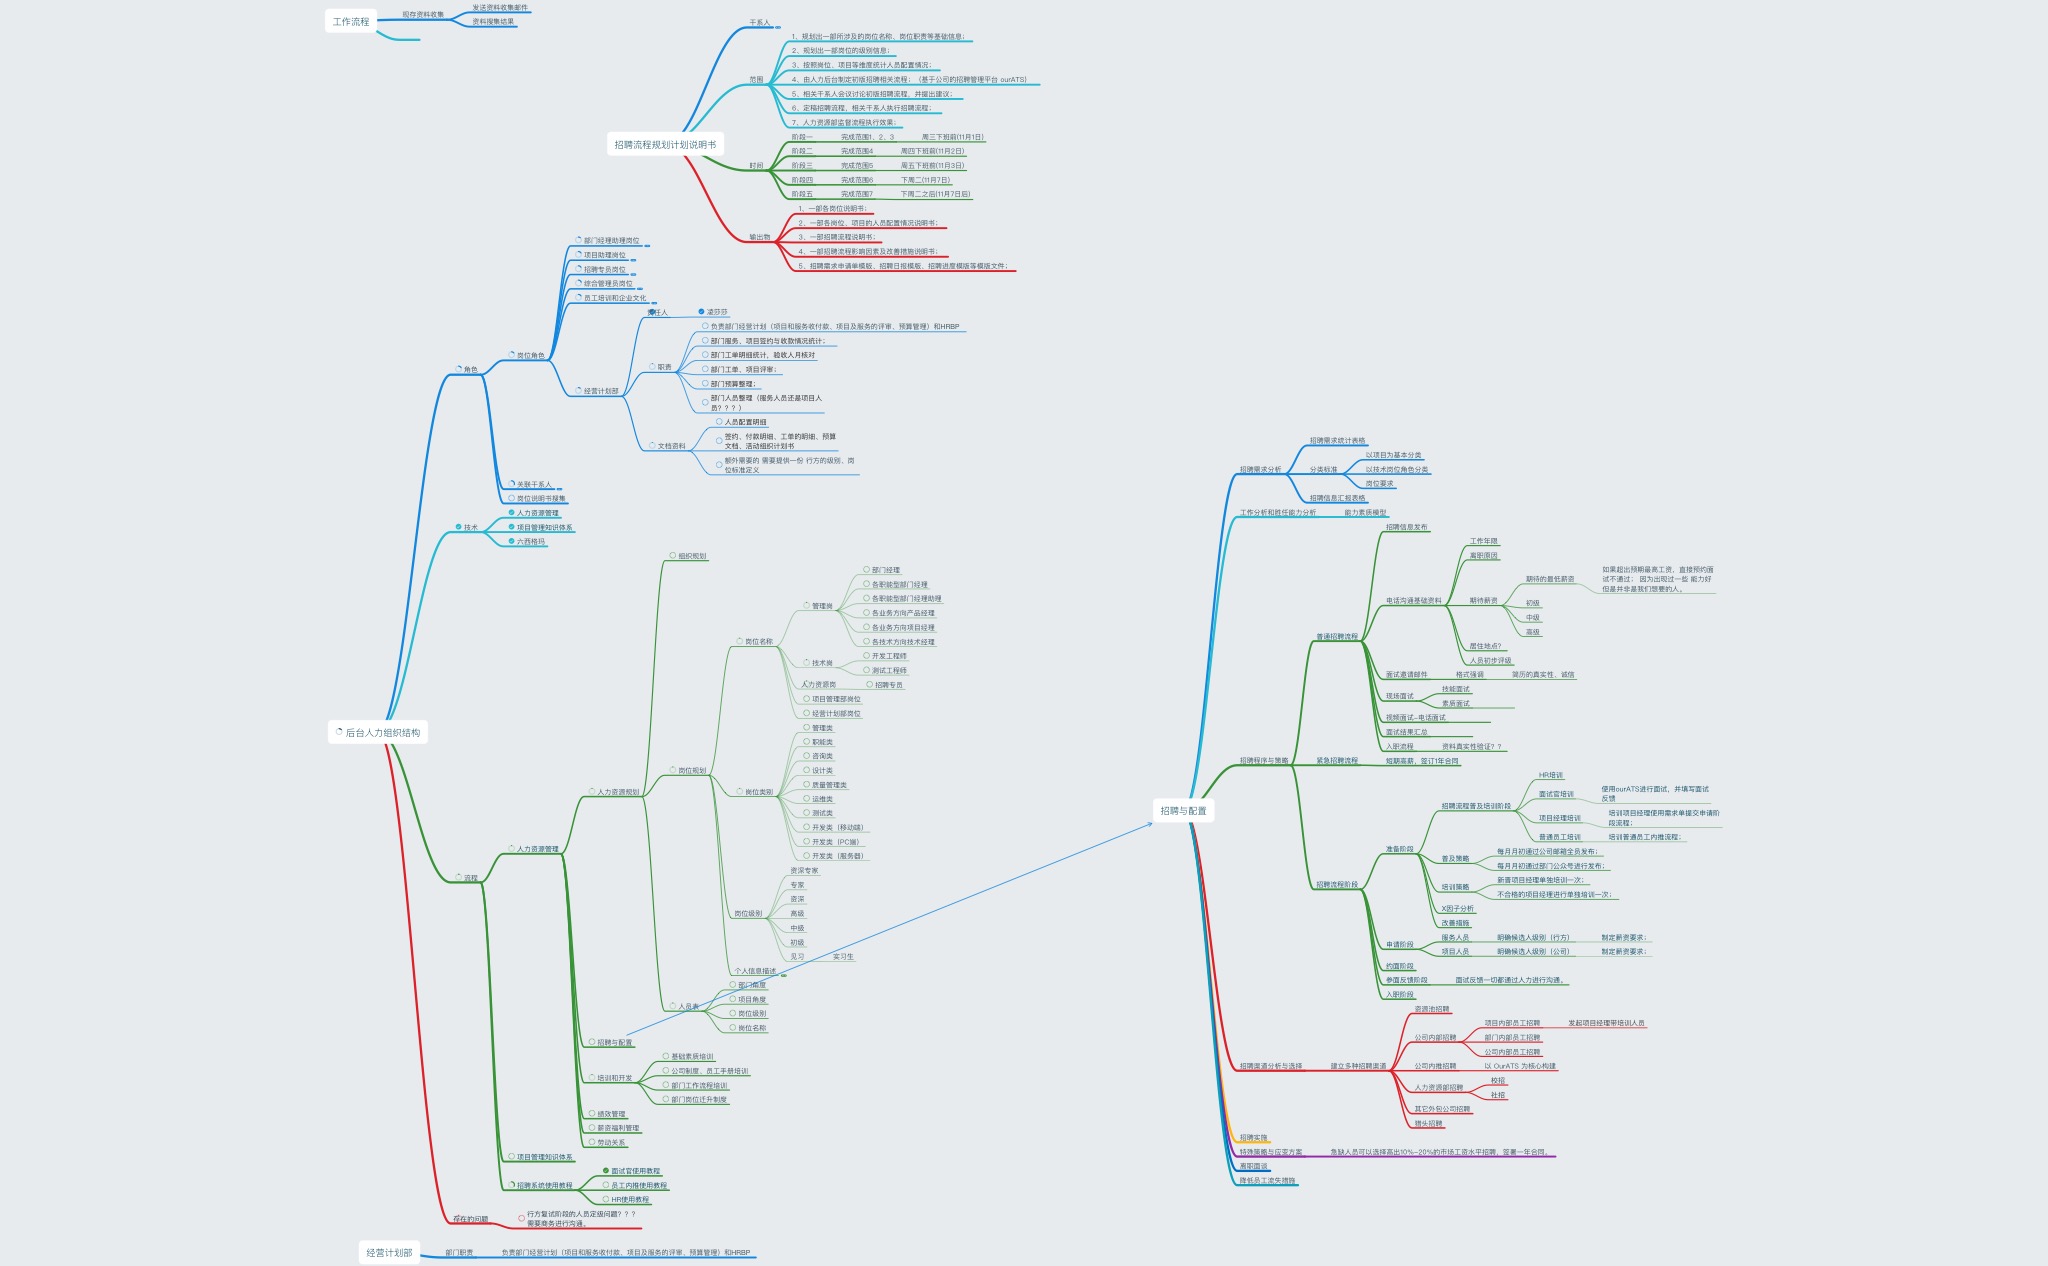 工作流程
现存资料收集
发送资料收集邮件
资料搜集结果
招聘流程规划计划说明书
干系人
范围
1、规划出一部所涉及的岗位名称、岗位职责等基础信息；
2、规划出一部岗位的级别信息；
3、按照岗位、项目等维度统计人员配置情况；
4、由人力后台制定初版招聘相关流程；（基于公司的招聘管理平台 ourATS）
5、相关干系人会议讨论初版招聘流程，并提出建议；
6、定稿招聘流程，相关干系人执行招聘流程；
7、人力资源部监督流程执行效果；
时间
阶段一 完成范围1、2、3 周三下班前(11月1日)
阶段二 完成范围4 周四下班前(11月2日)
阶段三 完成范围5 周五下班前(11月3日)
阶段四 完成范围6 下周二(11月7日)
阶段五 完成范围7 下周二之后(11月7日后)
输出物
1、一部各岗位说明书；
2、一部各岗位、项目的人员配置情况说明书；
3、一部招聘流程说明书；
4、一部招聘流程影响因素及改善措施说明书；
5、招聘需求申请单模版、招聘日报模版、招聘进度模版等模版文件；
后台人力组织结构
角色
岗位角色
部门经理助理岗位
项目助理岗位
招聘专员岗位
综合管理员岗位
员工培训和企业文化
经营计划部
责任人
凌莎莎
职责
负责部门经营计划（项目和服务收付款、项目及服务的评审、预算管理）和HRBP
部门服务、项目签约与收款情况统计；
部门工单明细统计，验收人月核对
部门工单、项目评审；
部门预算整理；
部门人员整理（服务人员还是项目人
员？？？）
文档资料
人员配置明细
签约、付款明细、工单的明细、预算
文档、活动组织计划书
额外需要的 需要提供一份 行方的级别、岗
位标准定义
关联干系人
岗位说明书搜集
技术
人力资源管理
项目管理知识体系
六西格玛
流程
人力资源管理
人力资源规划
组织规划
岗位规划
岗位名称
管理岗
部门经理
各职能型部门经理
各职能型部门经理助理
各业务方向产品经理
各业务方向项目经理
各技术方向技术经理
技术岗
开发工程师
测试工程师
人力资源岗
招聘专员
项目管理部岗位
经营计划部岗位
岗位类别
管理类
职能类
咨询类
设计类
质量管理类
运维类
测试类
开发类（移动端）
开发类（PC端）
开发类（服务器）
岗位级别
资深专家
专家
资深
高级
中级
初级
见习 实习生
个人信息描述
人员表
部门角度
项目角度
岗位级别
岗位名称
招聘与配置
培训和开发
基础素质培训
公司制度、员工手册培训
部门工作流程培训
部门岗位迁升制度
绩效管理
薪资福利管理
劳动关系
项目管理知识体系
招聘系统使用教程
面试官使用教程
员工内推使用教程
HR使用教程
存在的问题
行方复试阶段的人员定级问题？？？
需要商务进行沟通。
经营计划部
部门职责
负责部门经营计划（项目和服务收付款、项目及服务的评审、预算管理）和HRBP
招聘与配置
招聘需求分析
招聘需求统计表格
分类标准
以项目为基本分类
以技术岗位角色分类
岗位要求
招聘信息汇报表格
工作分析和胜任能力分析 能力素质模型
招聘程序与策略
普通招聘流程
招聘信息发布
电话沟通基础资料
工作年限
离职原因
期待薪资
期待的最低薪资
如果超出预期最高工资，直接预约面
试不通过； 因为出现过一些 能力好
但是并非是我们想要的人。
初级
中级
高级
居住地点?
人员初步评级
面试邀请邮件 格式强调 简历的真实性、诚信
现场面试
技能面试
素质面试
视频面试-电话面试
面试结果汇总
入职流程 资料真实性验证？？
紧急招聘流程 短期高薪，签订1年合同
招聘流程阶段
准备阶段
招聘流程普及培训阶段
HR培训
面试官培训
使用ourATS进行面试，并填写面试
反馈
项目经理培训
培训项目经理使用需求单提交申请阶
段流程；
普通员工培训 培训普通员工内推流程；
普及策略
每月月初通过公司邮箱全员发布；
每月月初通过部门公众号进行发布；
培训策略
新晋项目经理单独培训一次；
不合格的项目经理进行单独培训一次；
X因子分析
改善措施
申请阶段
服务人员 明确候选人级别（行方） 制定薪资要求；
项目人员 明确候选人级别（公司） 制定薪资要求；
约面阶段
参面反馈阶段 面试反馈一切都通过人力进行沟通。
入职阶段
招聘渠道分析与选择 建立多种招聘渠道
资源池招聘
公司内部招聘
项目内部员工招聘 发起项目经理带培训人员
部门内部员工招聘
公司内部员工招聘
公司内推招聘 以 OurATS 为核心构建
人力资源部招聘
校招
社招
其它外包公司招聘
猎头招聘
招聘实施
特殊策略与应变方案 急缺人员可以选择高出10%-20%的市场工资水平招聘，签署一年合同。
离职面谈
降低员工流失措施